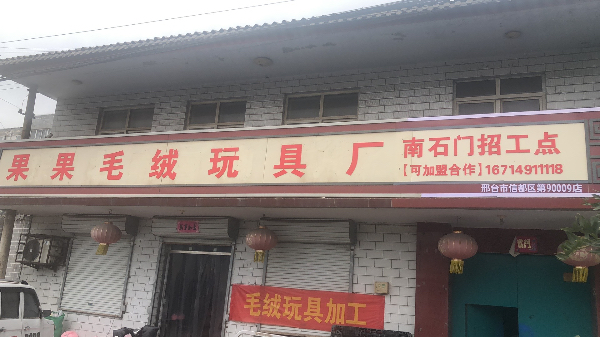 果果毛绒玩具厂
南石门招工点
【可加盟合作】16714911118
邢台市信都区第90009店
毛绒玩具加工